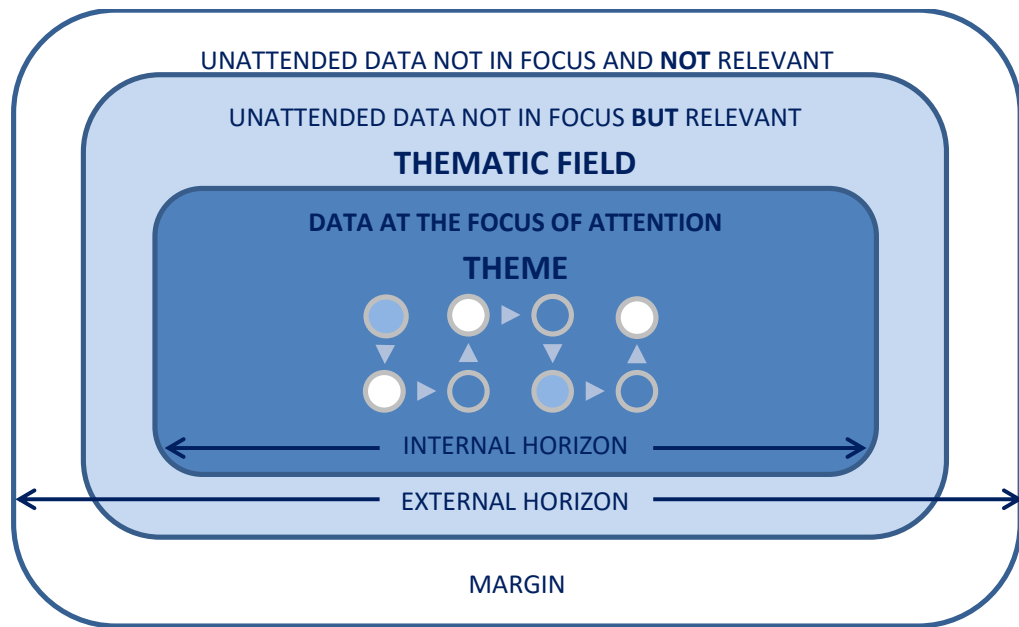 UNATTENDED DATA NOT IN FOCUS AND NOT RELEVANT
UNATTENDED DATA NOT IN FOCUS BUT RELEVANT
THEMATIC FIELD
DATA AT THE FOCUS OF ATTENTION
THEME
INTERNAL HORIZON
EXTERNAL HORIZON
MARGIN